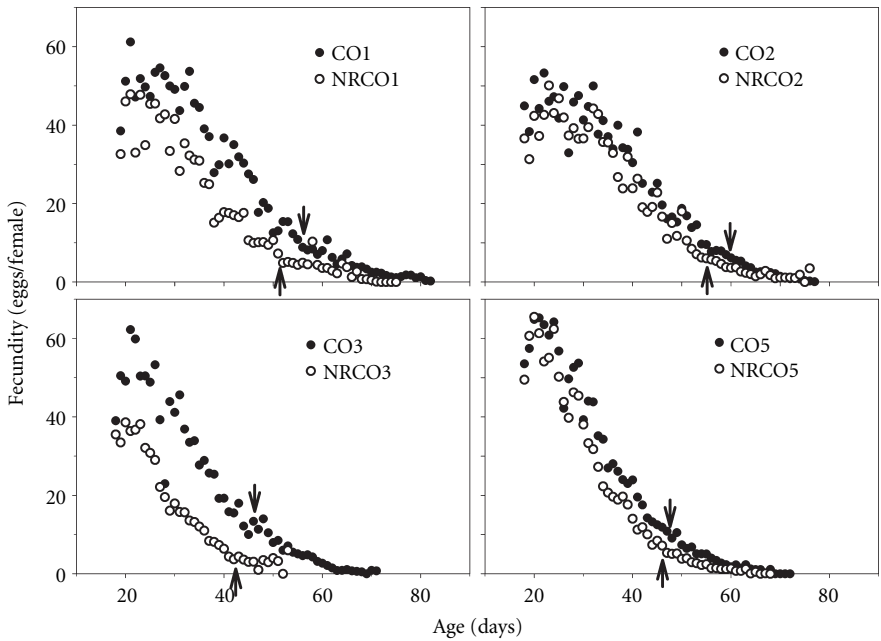 60
40
20
0
CO1
NRCO1
CO2
NRCO2
60
40
20
0
CO3
NRCO3
CO5
NRCO5
20 40 60 80 20 40 60 80
Fecundity (eggs/female)
Age (days)